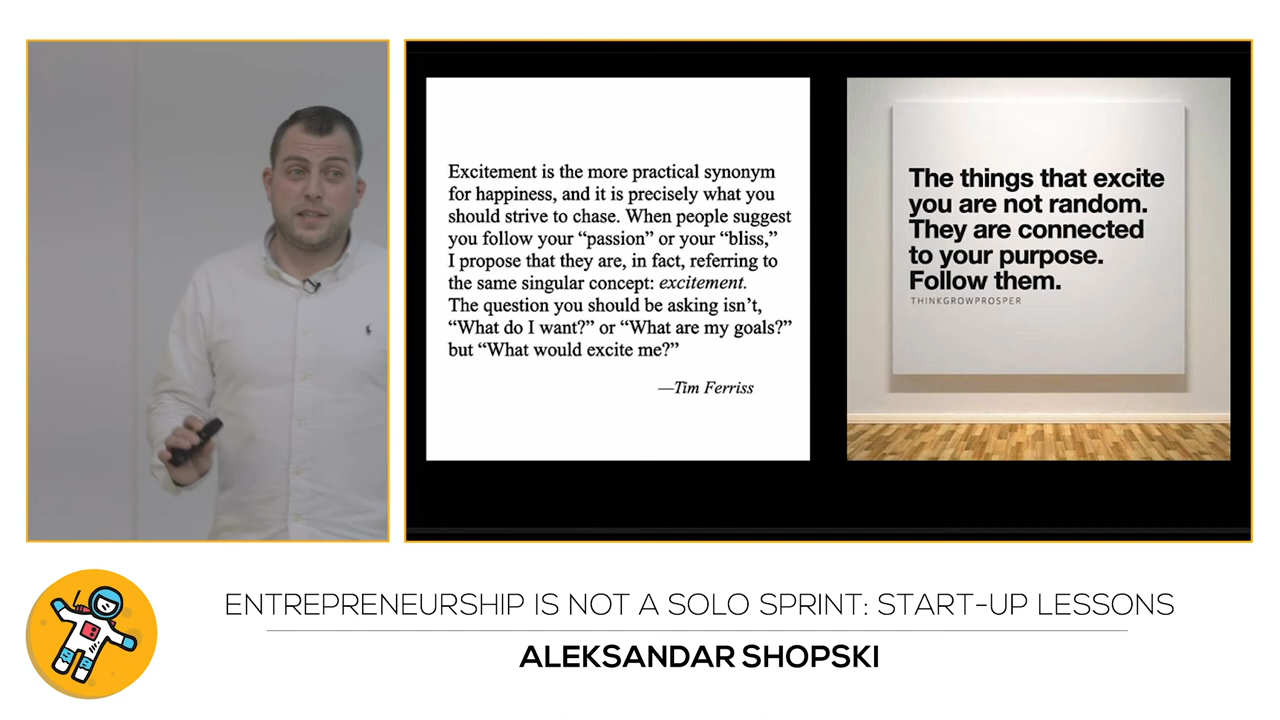 Excitement is the more practical synonym
for happiness, and it is precisely what you
should strive to chase. When people suggest
you follow your “passion” or your “bliss,”
I propose that they are, in fact, referring to
the same singular concept: excitement.
The question you should be asking isn’t,
“What do I want?” or “What are my goals?”
but “What would excite me?”
—Tim Ferriss
The things that excite
you are not random.
They are connected
to your purpose.
Follow them.
THINKGROWPROSPER
ENTREPRENEURSHIP IS NOT A SOLO SPRINT: START-UP LESSONS
ALEKSANDAR SHOPSKI